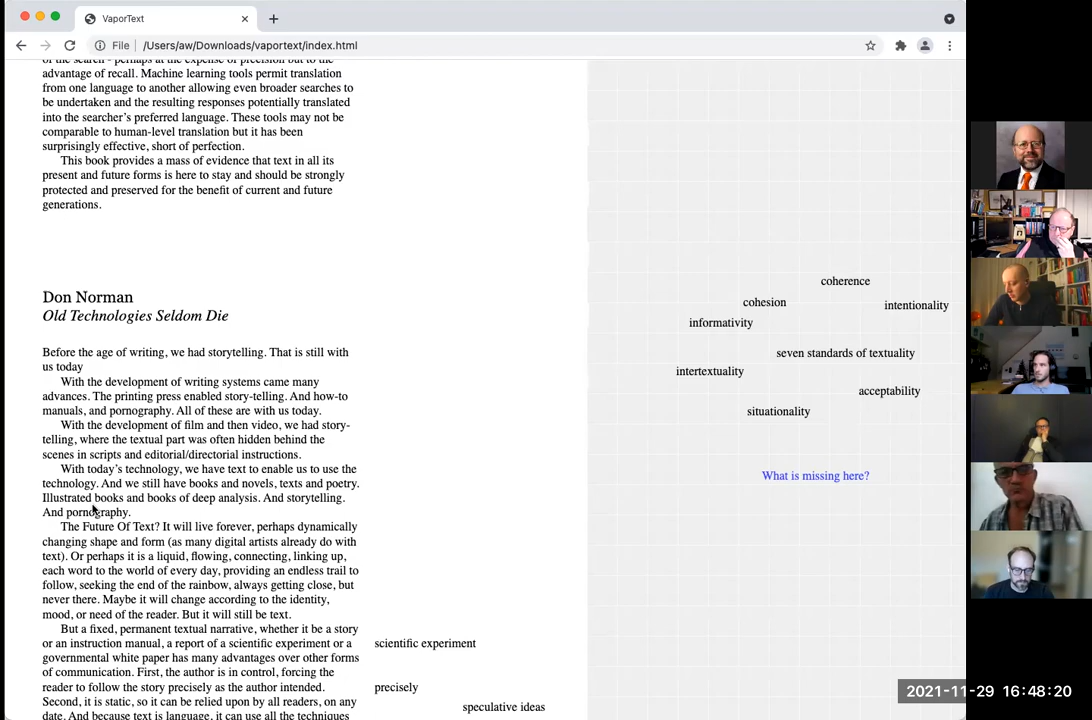 VaporText
File
/Users/aw/Downloads/vaportext/index.html
of the search - perhaps at the expense of precision but to the
advantage of recall. Machine learning tools permit translation
from one language to another allowing even broader searches to
be undertaken and the resulting responses potentially translated
into the searcher's preferred language. These tools may not be
comparable to human-level translation but it has been
surprisingly effective, short of perfection.
This book provides a mass of evidence that text in all its
present and future forms is here to stay and should be strongly
protected and preserved for the benefit of current and future
generations.
Don Norman
Old Technologies Seldom Die
Before the age of writing, we had storytelling. That is still with
us today
With the development of writing systems came many
advances. The printing press enabled story-telling. And how-to
manuals, and pornography. All of these are with us today.
With the development of film and then video, we had story-
telling, where the textual part was often hidden behind the
scenes in scripts and editorial/directorial instructions.
With today's technology, we have text to enable us to use the
technology. And we still have books and novels, texts and poetry.
Illustrated books and books of deep analysis. And storytelling.
And pornography.
The Future Of Text? It will live forever, perhaps dynamically
changing shape and form (as many digital artists already do with
text). Or perhaps it is a liquid, flowing, connecting, linking up,
each word to the world of every day, providing an endless trail to
follow, seeking the end of the rainbow, always getting close, but
never there. Maybe it will change according to the identity,
mood, or need of the reader. But it will still be text.
But a fixed, permanent textual narrative, whether it be a story
or an instruction manual, a report of a scientific experiment or a
governmental white paper has many advantages over other forms
of communication. First, the author is in control, forcing the
reader to follow the story precisely as the author intended.
Second, it is static, so it can be relied upon by all readers, on any
date. And because text is language, it can use all the techniques
scientific experiment
precisely
speculative ideas
coherence
cohesion
intentionality
informativity
seven standards of textuality
intertextuality
acceptability
situationality
What is missing here?
2021-11-29 16:48:20